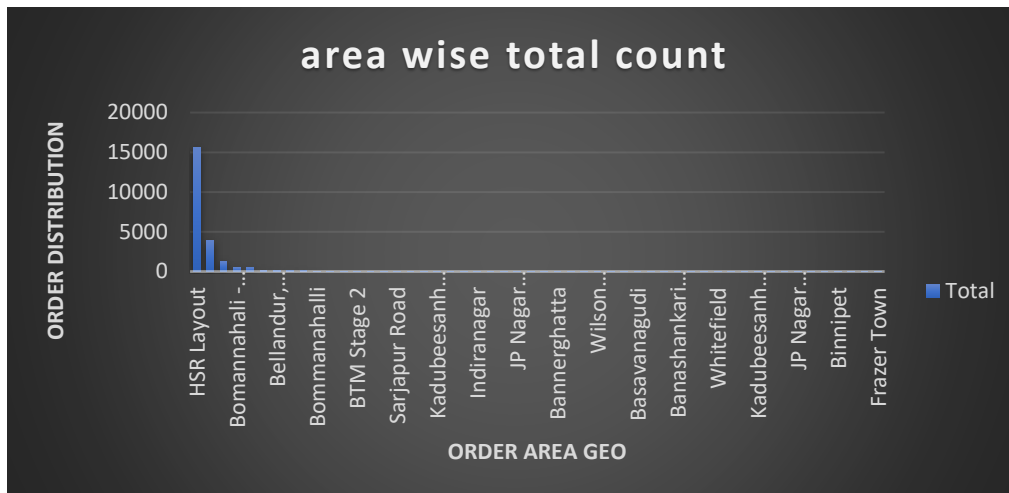 area wise total count
ORDER DISTRIBUTION
20000
15000
10000
5000
0
HSR Layout
Bomannahali -…
Bellandur,…
Bommanahalli
BTM Stage 2
Sarjapur Road
Kadubeesanh…
Indiranagar
JP Nagar…
Bannerghatta
Wilson…
Basavanagudi
Banashankari…
Whitefield
Kadubeesanh…
JP Nagar…
Binnipet
Frazer Town
ORDER AREA GEO
Total